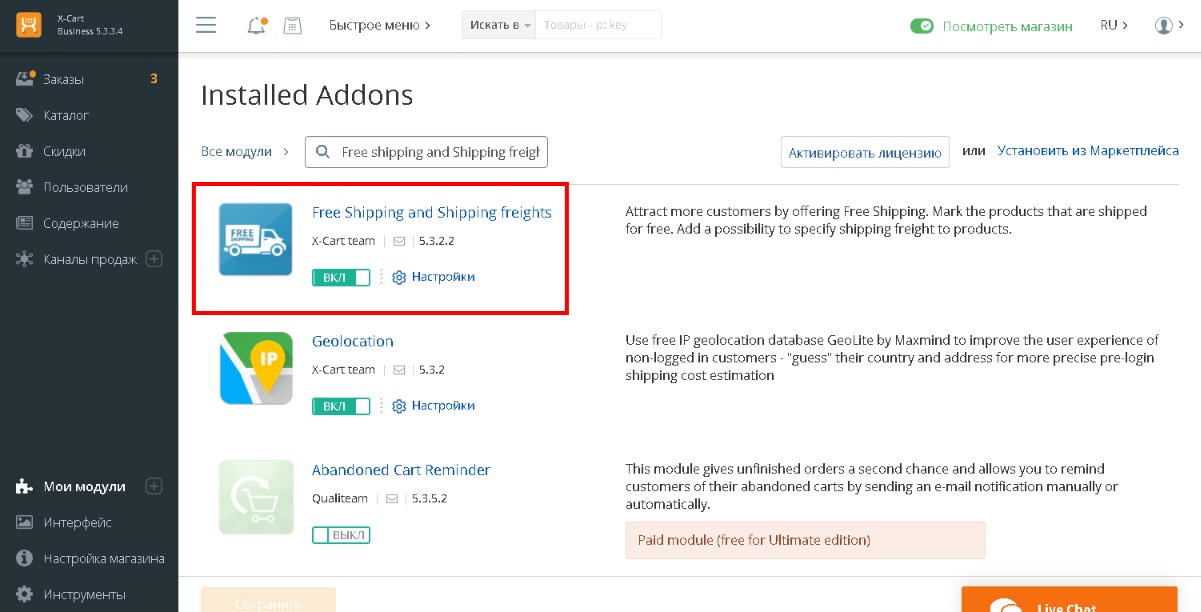 X-Cart
Business 5.3.3.4
Быстрое меню
Искать в
Товары - p: key
Посмотреть магазин
RU
Заказы
3
Каталог
Скидки
Пользователи
Содержание
Каналы продаж
Мои модули
Интерфейс
Настройка магазина
Инструменты
Installed Addons
Все модули
Free shipping and Shipping freigh
Активировать лицензию
или
Установить из Маркетплейса
FREE
SHIPPING
Free Shipping and Shipping freights
X-Cart team
5.3.2.2
ВКЛ
Настройки
Attract more customers by offering Free Shipping. Mark the products that are shipped
for free. Add a possibility to specify shipping freight to products.
IP
Geolocation
X-Cart team
5.3.2
ВКЛ
Настройки
Use free IP geolocation database GeoLite by Maxmind to improve the user experience of
non-logged in customers - "guess" their country and address for more precise pre-login
shipping cost estimation
Abandoned Cart Reminder
Qualiteam
5.3.5.2
ВЫКЛ
This module gives unfinished orders a second chance and allows you to remind
customers of their abandoned carts by sending an e-mail notification manually or
automatically.
Paid module (free for Ultimate edition)
Сохранить
Live Chat